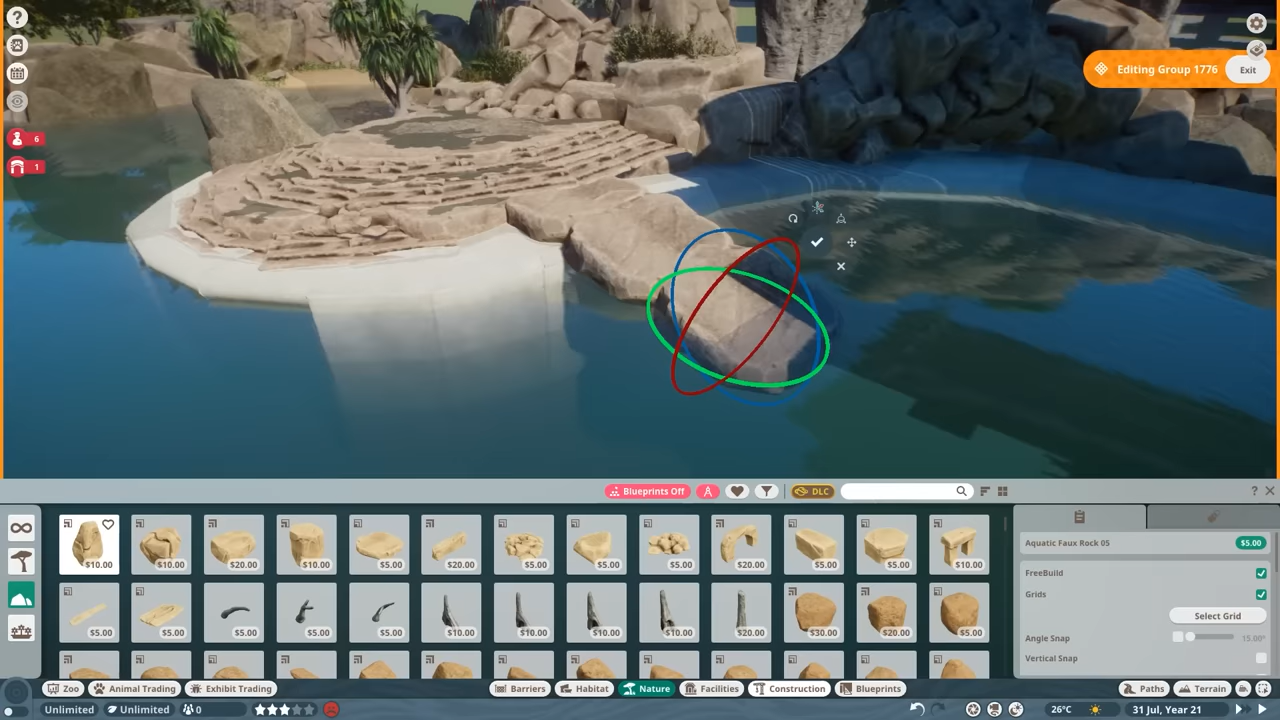 Editing Group 1776
Exit
6
1
Blueprints Off
DLC
$10.00 $10.00 $20.00 $10.00 $5.00 $20.00 $5.00 $5.00 $5.00 $20.00 $5.00 $5.00 $10.00
$5.00 $5.00 $5.00 $5.00 $5.00 $10.00 $10.00 $10.00 $10.00 $20.00 $30.00 $20.00 $5.00
Aquatic Faux Rock 05 $5.00
FreeBuild
Grids
Select Grid
Angle Snap 15.00°
Vertical Snap
Zoo Animal Trading Exhibit Trading Barriers Habitat Nature Facilities Construction Blueprints Paths Terrain
Unlimited Unlimited 0 26°C 31 Jul, Year 21